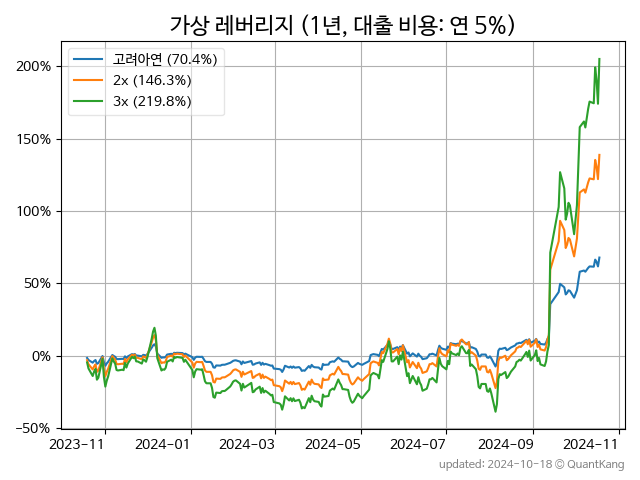 가상 레버리지 (1년, 대출 비용: 연 5%)
고려아연 (70.4%)
2x (146.3%)
3x (219.8%)
200%
150%
100%
50%
0%
−50%
2023-11 2024-01 2024-03 2024-05 2024-07 2024-09 2024-11
updated: 2024-10-18 © QuantKang